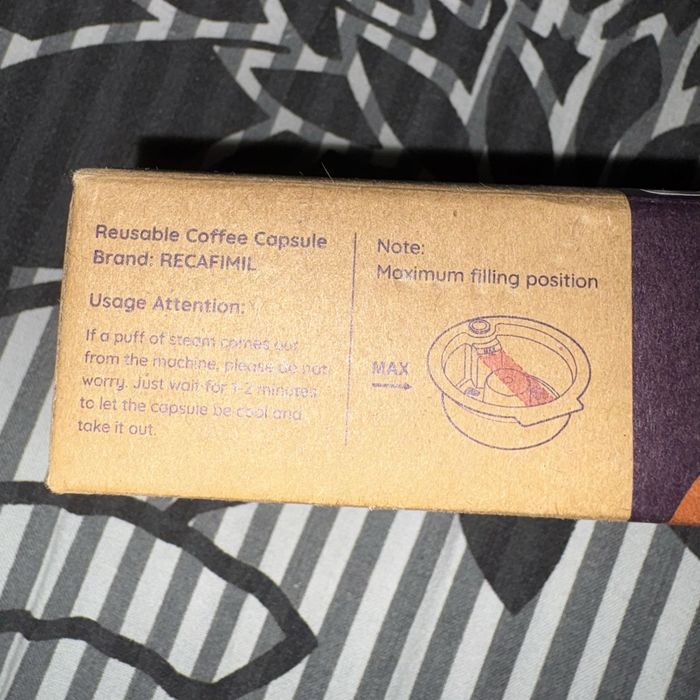 Reusable Coffee Capsule
Brand: RECAFIMIL
Usage Attention:
If a puff of steam comes out
from the machine, please do not
worry. Just wait for 1-2 minutes
to let the capsule be cool and
take it out.
Note:
Maximum filling position
MAX